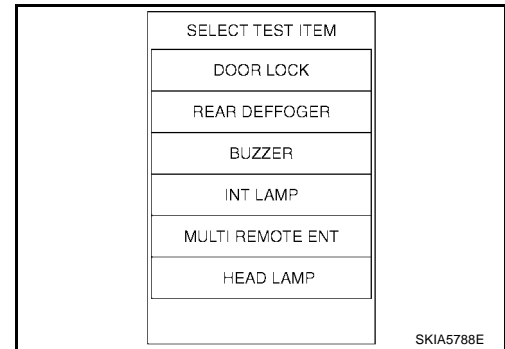 SELECT TEST ITEM
DOOR LOCK
REAR DEFFOGER
BUZZER
INT LAMP
MULTI REMOTE ENT
HEAD LAMP
SKIA5788E